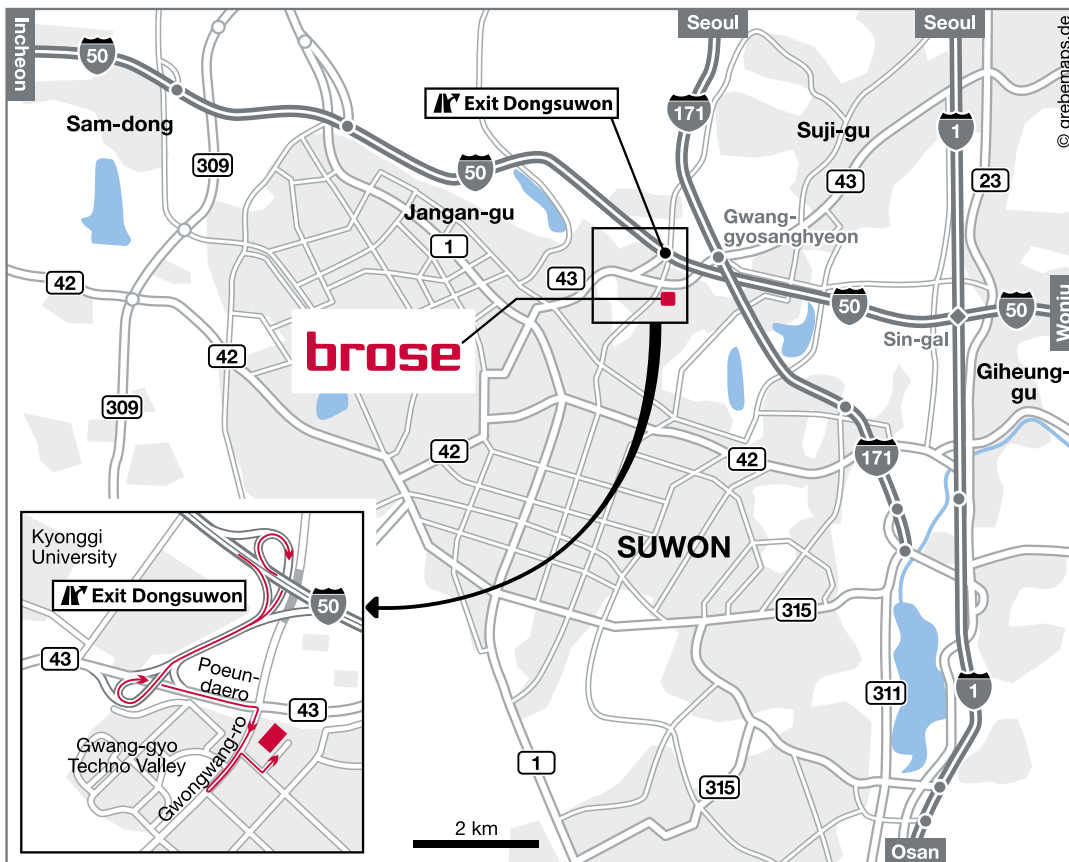 Incheon
Seoul
Seoul
© grebemaps.de
50
Exit Dongsuwon
171
1
Suji-gu
Sam-dong
309
50
43
23
Jangan-gu
1
Gwang-
gyosanghyeon
42
43
50
50
Wonju
Sin-gal
brose
42
Giheung-
gu
309
42
42
171
SUWON
Kyonggi
University
Exit Dongsuwon
50
315
43
Poeun-
daero
43
311
1
Gwang-gyo
Techno Valley
Gwongwang-ro
1
315
2 km
Osan